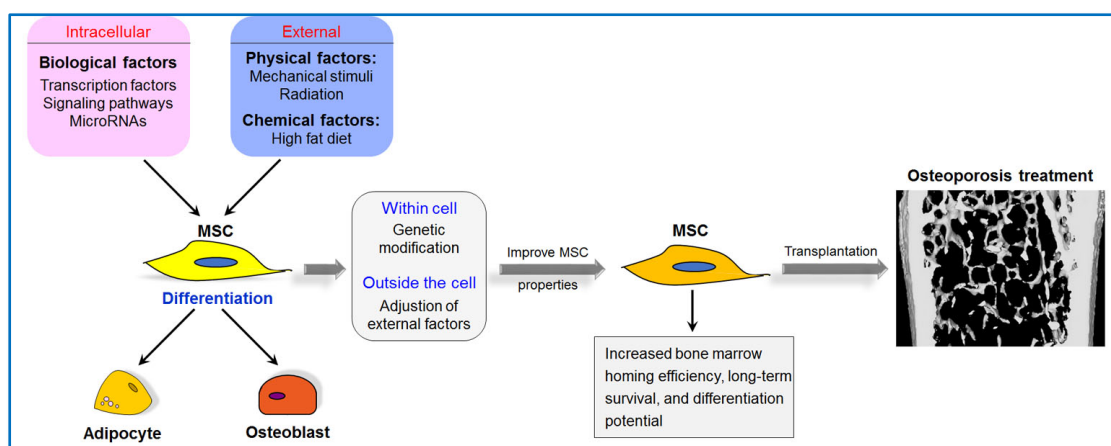 Intracellular
Biological factors
Transcription factors
Signaling pathways
MicroRNAs
External
Physical factors:
Mechanical stimuli
Radiation
Chemical factors:
High fat diet
MSC
Differentiation
Adipocyte
Osteoblast
Within cell
Genetic
modification
Outside the cell
Adjustion of
external factors
Improve MSC
properties
MSC
Increased bone marrow
homing efficiency, long-term
survival, and differentiation
potential
Transplantation
Osteoporosis treatment